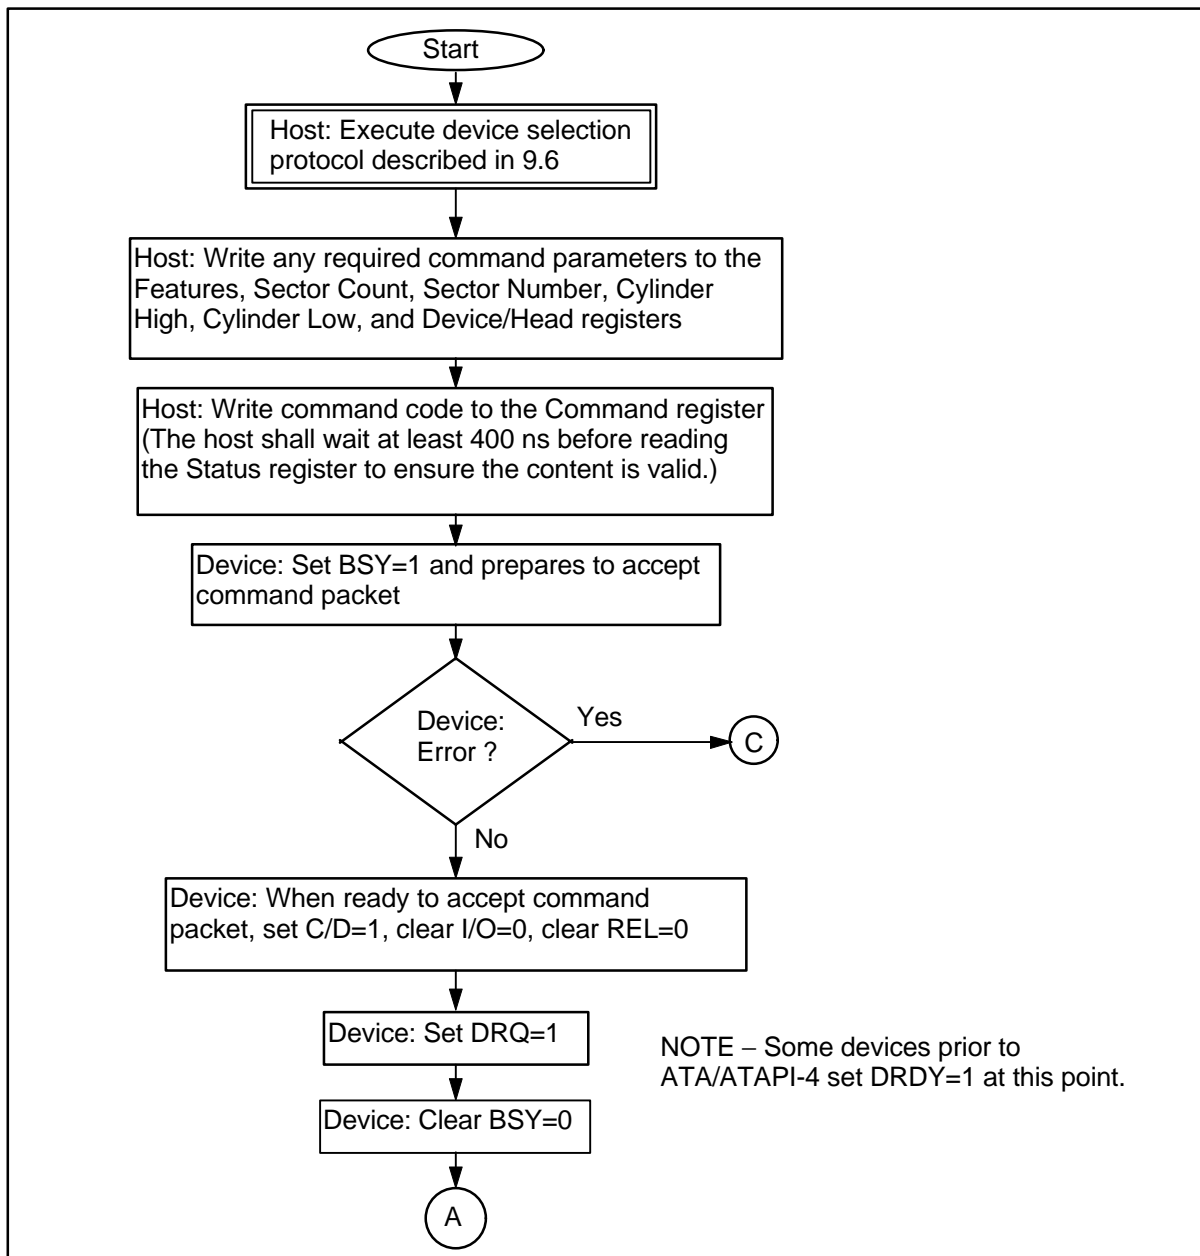 Start
Host: Execute device selection
protocol described in 9.6
Host: Write any required command parameters to the
Features, Sector Count, Sector Number, Cylinder
High, Cylinder Low, and Device/Head registers
Host: Write command code to the Command register
(The host shall wait at least 400 ns before reading
the Status register to ensure the content is valid.)
Device: Set BSY=1 and prepares to accept
command packet
Device:
Error ?
Yes
C
No
Device: When ready to accept command
packet, set C/D=1, clear I/O=0, clear REL=0
Device: Set DRQ=1
NOTE – Some devices prior to
ATA/ATAPI-4 set DRDY=1 at this point.
Device: Clear BSY=0
A